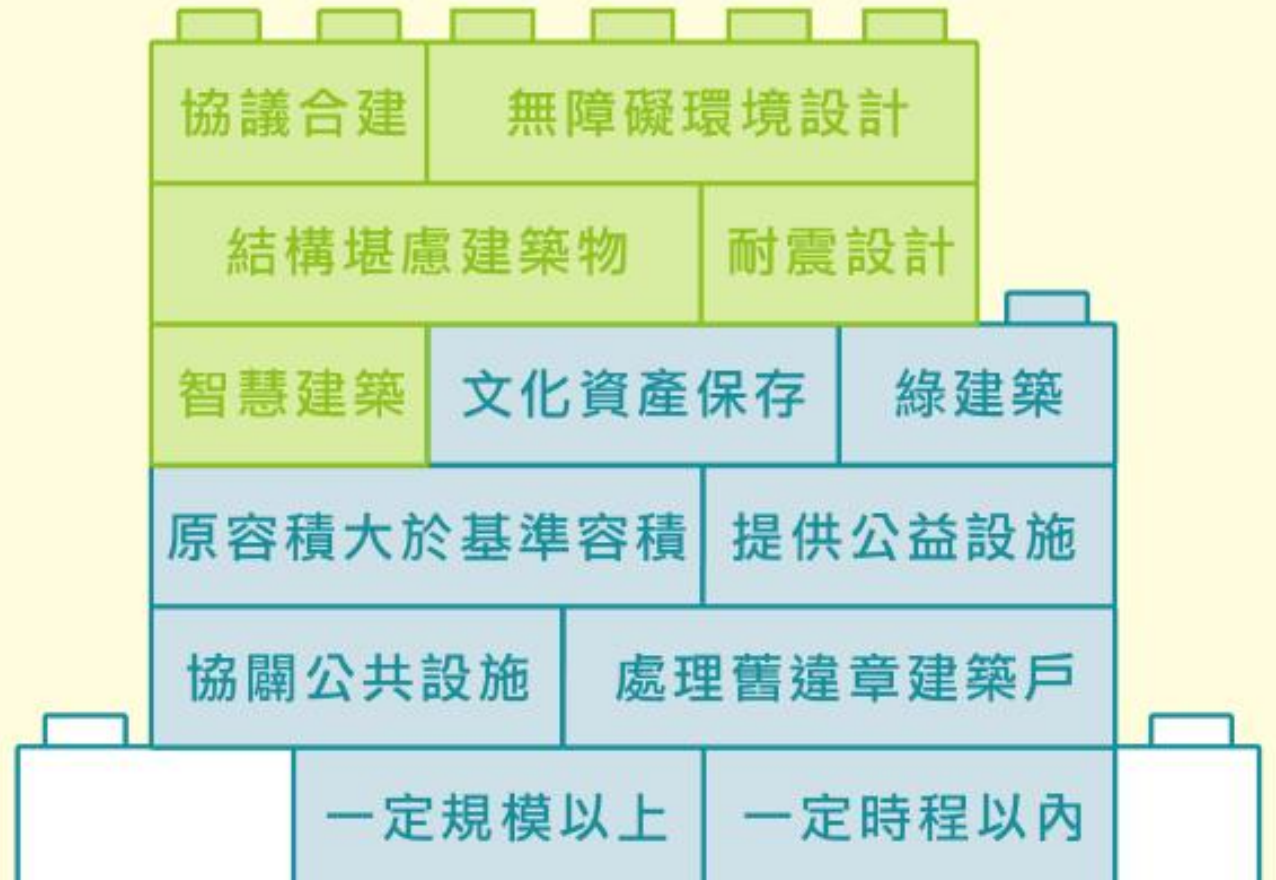 協議合建 無障礙環境設計
結構堪慮建築物 耐震設計
智慧建築 文化資產保存 綠建築
原容積大於基準容積 提供公益設施
協闢公共設施 處理舊違章建築戶
一定規模以上 一定時程以內